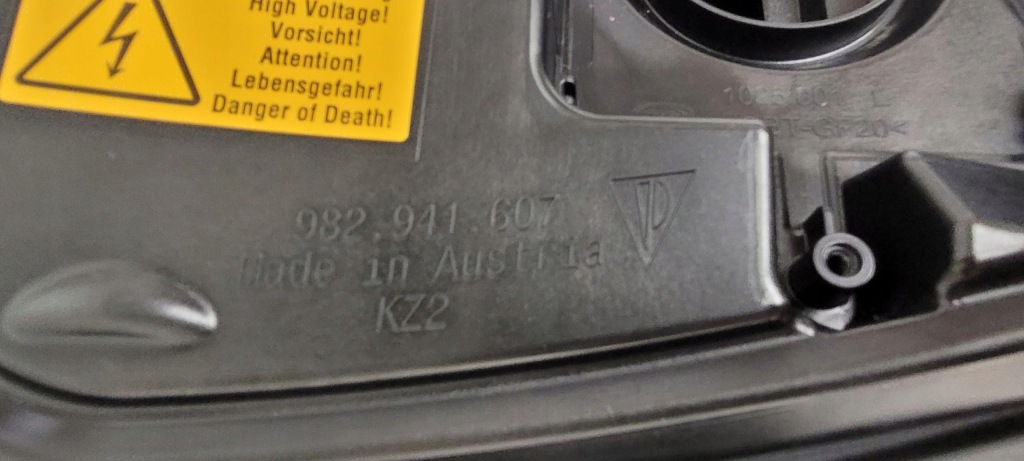 High Voltage!
Vorsicht!
Attention!
Lebensgefahr!
Danger of Death!
982.941.607
Made in Austria
KZ2